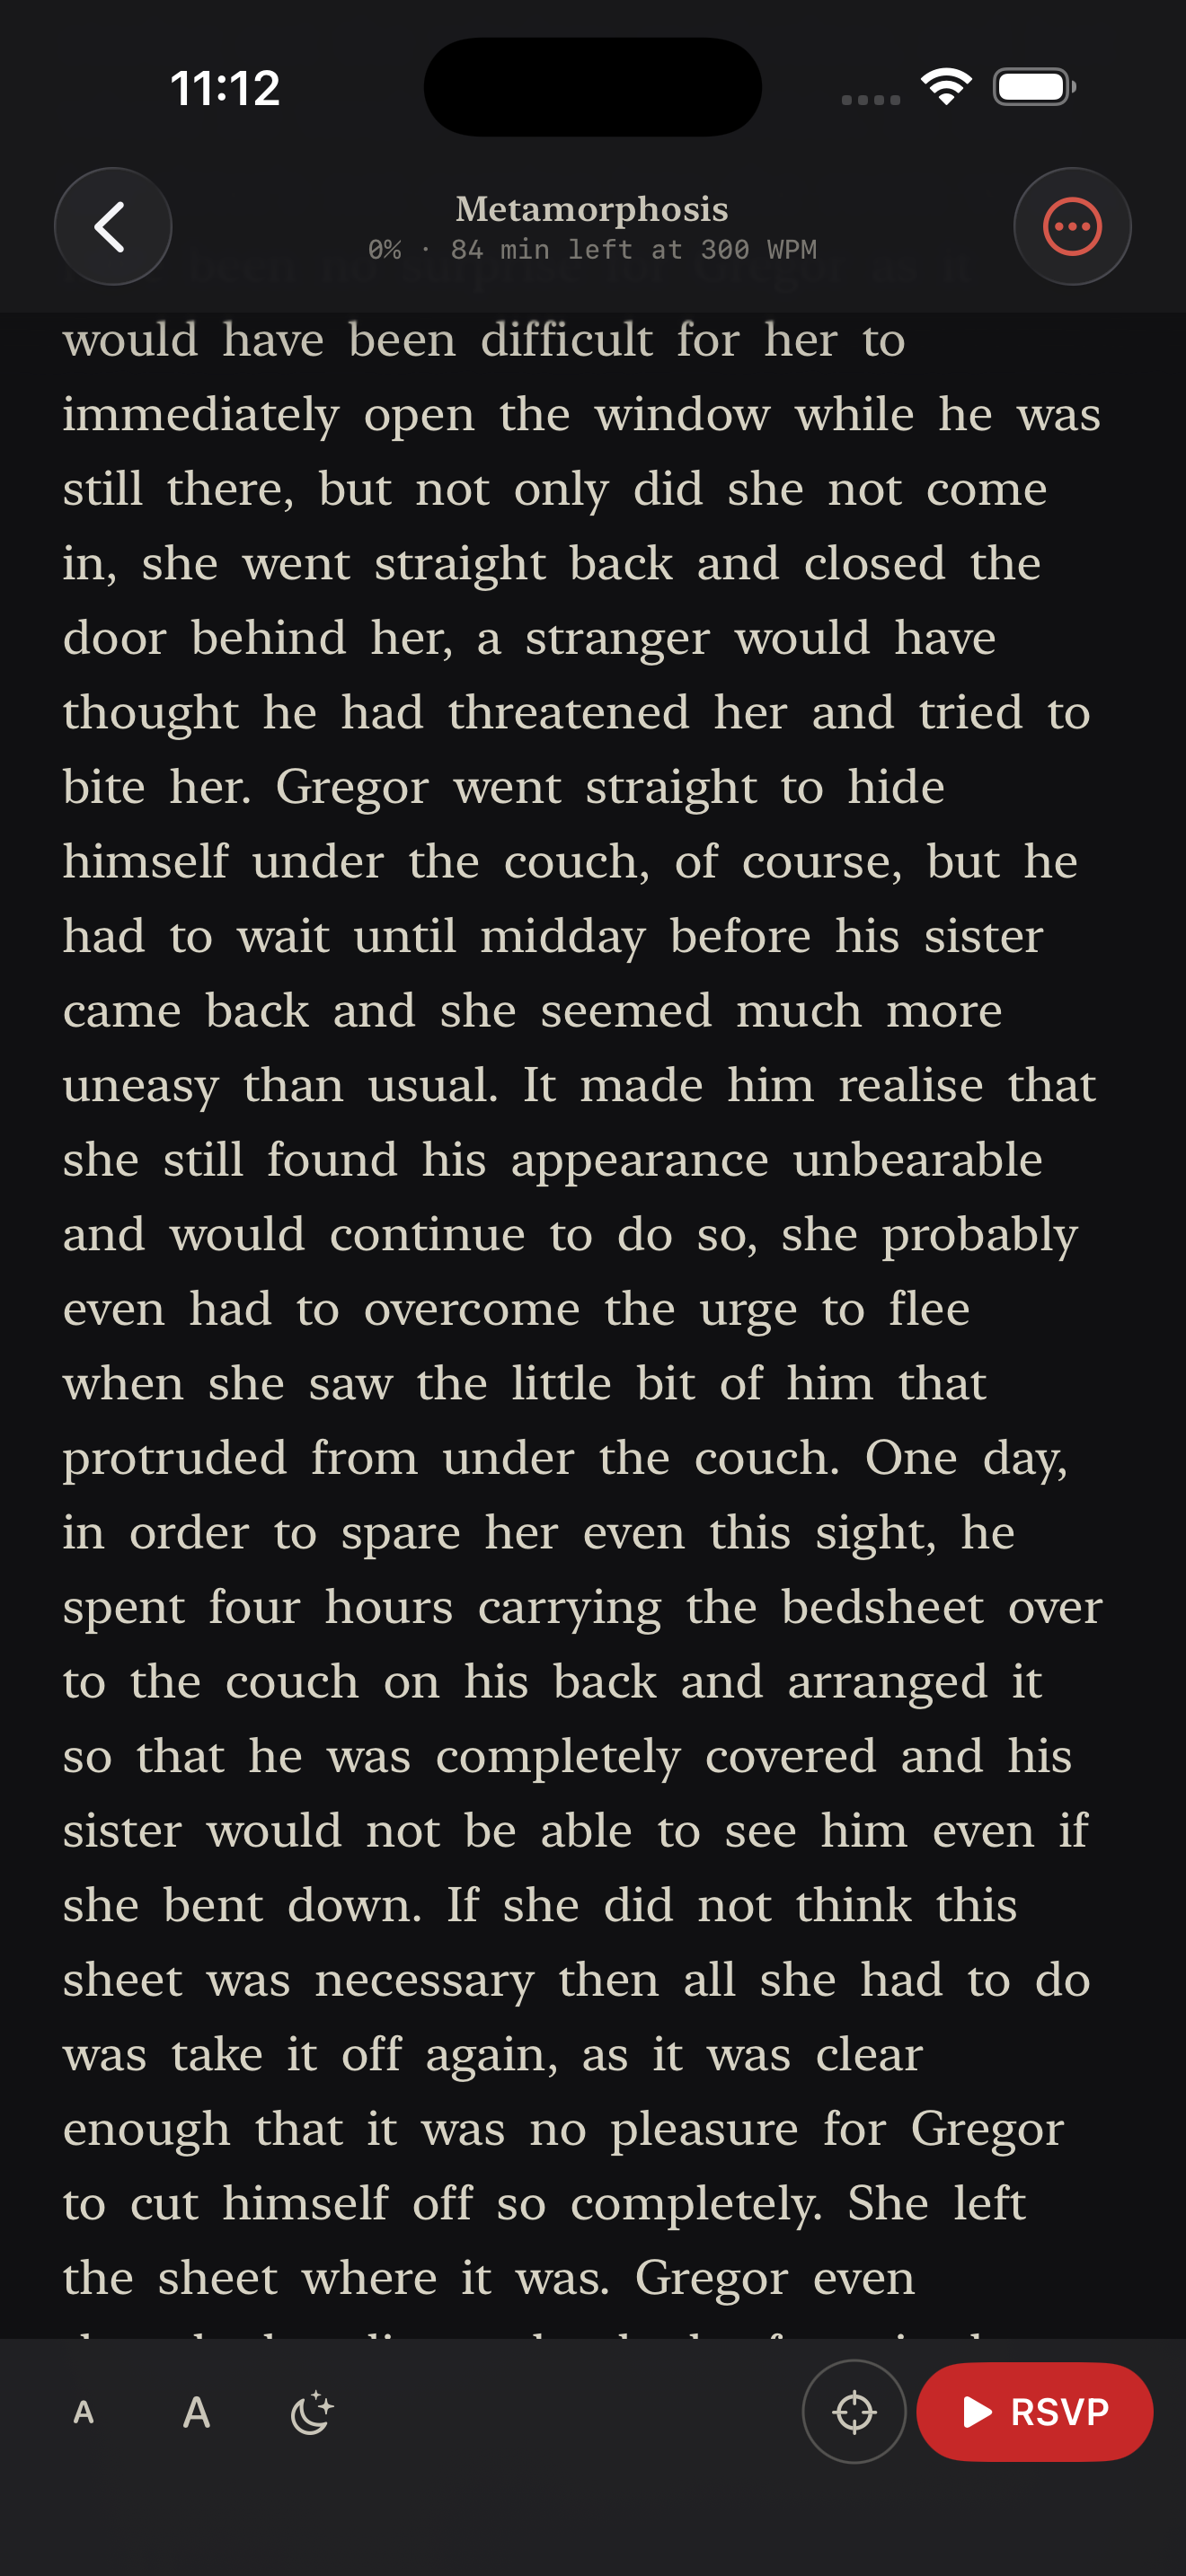 11:12
Metamorphosis
0% · 84 min left at 300 WPM
been no surprise for Gregor as it
would have been difficult for her to
immediately open the window while he was
still there, but not only did she not come
in, she went straight back and closed the
door behind her, a stranger would have
thought he had threatened her and tried to
bite her. Gregor went straight to hide
himself under the couch, of course, but he
had to wait until midday before his sister
came back and she seemed much more
uneasy than usual. It made him realise that
she still found his appearance unbearable
and would continue to do so, she probably
even had to overcome the urge to flee
when she saw the little bit of him that
protruded from under the couch. One day,
in order to spare her even this sight, he
spent four hours carrying the bedsheet over
to the couch on his back and arranged it
so that he was completely covered and his
sister would not be able to see him even if
she bent down. If she did not think this
sheet was necessary then all she had to do
was take it off again, as it was clear
enough that it was no pleasure for Gregor
to cut himself off so completely. She left
the sheet where it was. Gregor even
A A RSVP